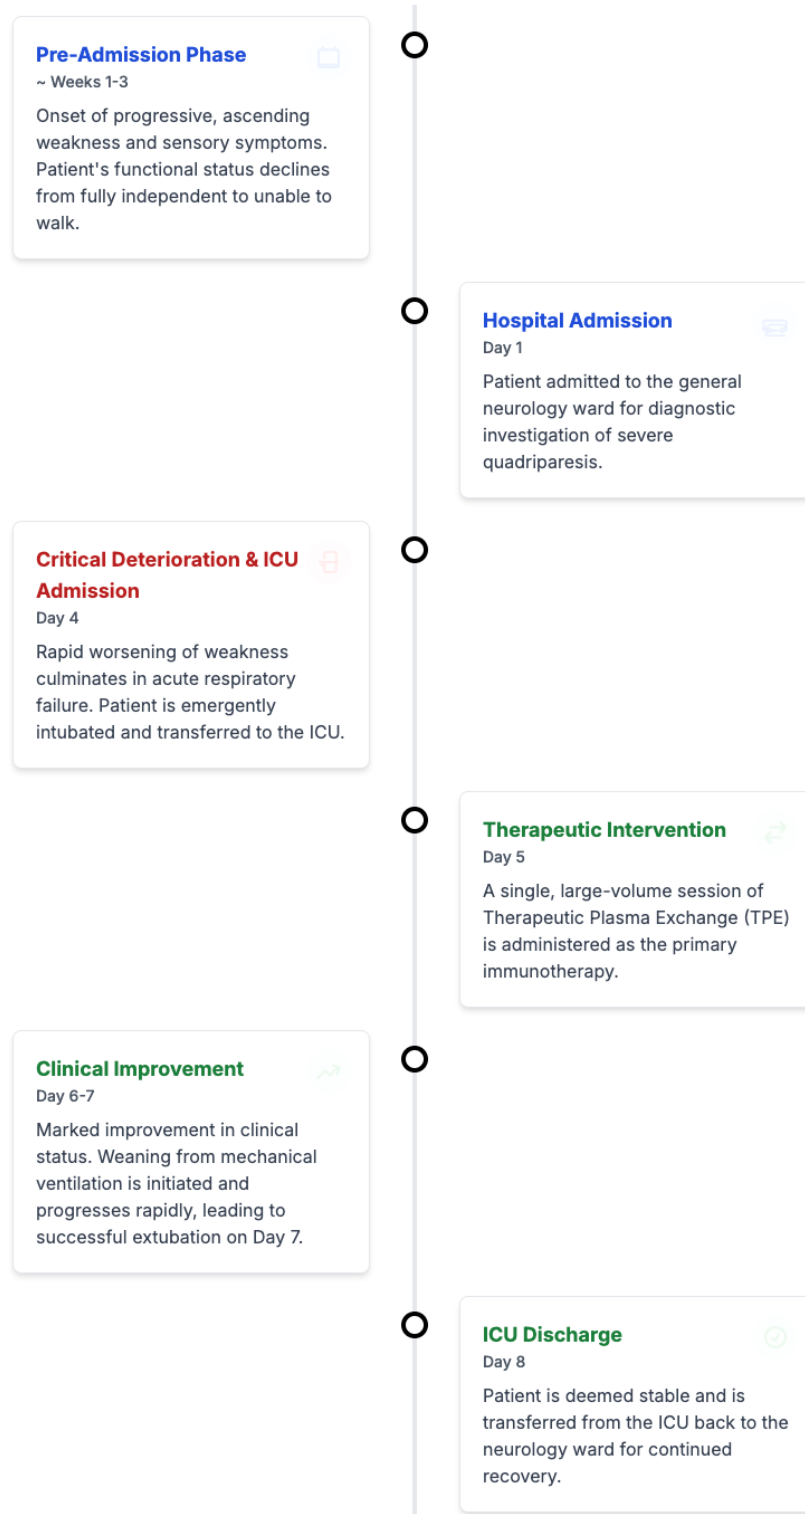 Pre-Admission Phase
~ Weeks 1-3
Onset of progressive, ascending
weakness and sensory symptoms.
Patient's functional status declines
from fully independent to unable to
walk.
Hospital Admission
Day 1
Patient admitted to the general
neurology ward for diagnostic
investigation of severe
quadriparesis.
Critical Deterioration & ICU
Admission
Day 4
Rapid worsening of weakness
culminates in acute respiratory
failure. Patient is emergently
intubated and transferred to the ICU.
Therapeutic Intervention
Day 5
A single, large-volume session of
Therapeutic Plasma Exchange (TPE)
is administered as the primary
immunotherapy.
Clinical Improvement
Day 6-7
Marked improvement in clinical
status. Weaning from mechanical
ventilation is initiated and
progresses rapidly, leading to
successful extubation on Day 7.
ICU Discharge
Day 8
Patient is deemed stable and is
transferred from the ICU back to the
neurology ward for continued
recovery.